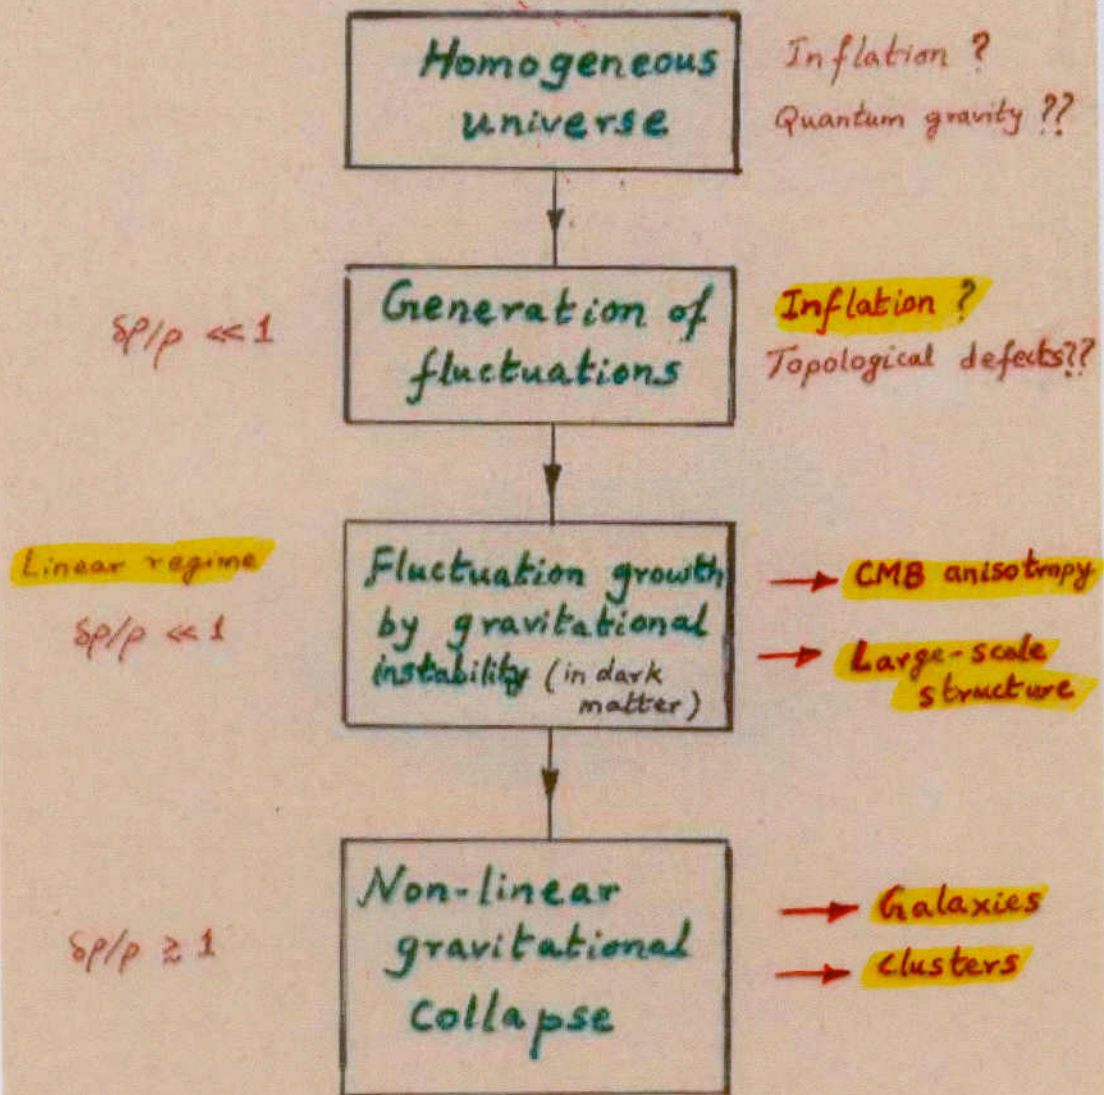 Homogeneous
universe
Inflation ?
Quantum gravity ??
δρ/ρ ≪ 1
Generation of
fluctuations
Inflation ?
Topological defects??
Linear regime
δρ/ρ ≪ 1
Fluctuation growth
by gravitational
instability (in dark
matter)
→ CMB anisotropy
→ Large-scale
structure
δρ/ρ ≳ 1
Non-linear
gravitational
collapse
→ Galaxies
→ Clusters